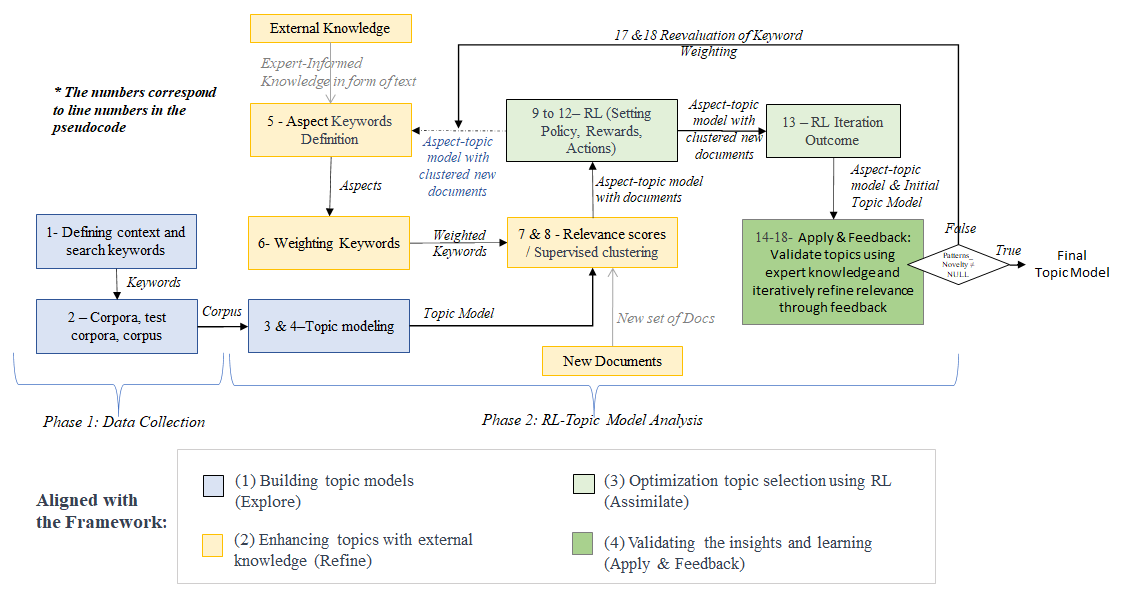 External Knowledge
17 &18 Reevaluation of Keyword
Weighting
Expert-Informed
Knowledge in form of text
* The numbers correspond
to line numbers in the
pseudocode
5 - Aspect Keywords
Definition
Aspect-topic
model with
clustered new
documents
9 to 12– RL (Setting
Policy, Rewards,
Actions)
Aspect-topic
model with
clustered new
documents
13 – RL Iteration
Outcome
Aspects
Aspect-topic model
with documents
Aspect-topic
model & Initial
Topic Model
1- Defining context and
search keywords
6- Weighting Keywords
Weighted
Keywords
7 & 8 - Relevance scores
/ Supervised clustering
14-18- Apply & Feedback:
Validate topics using
expert knowledge and
iteratively refine relevance
through feedback
False
Patterns_
Novelty ≠
NULL
True
Final
Topic Model
Keywords
2 – Corpora, test
corpora, corpus
Corpus
3 & 4–Topic modeling
Topic Model
New set of Docs
New Documents
Phase 1: Data Collection
Phase 2: RL-Topic Model Analysis
Aligned with
the Framework:
(1) Building topic models
(Explore)
(2) Enhancing topics with external
knowledge (Refine)
(3) Optimization topic selection using RL
(Assimilate)
(4) Validating the insights and learning
(Apply & Feedback)